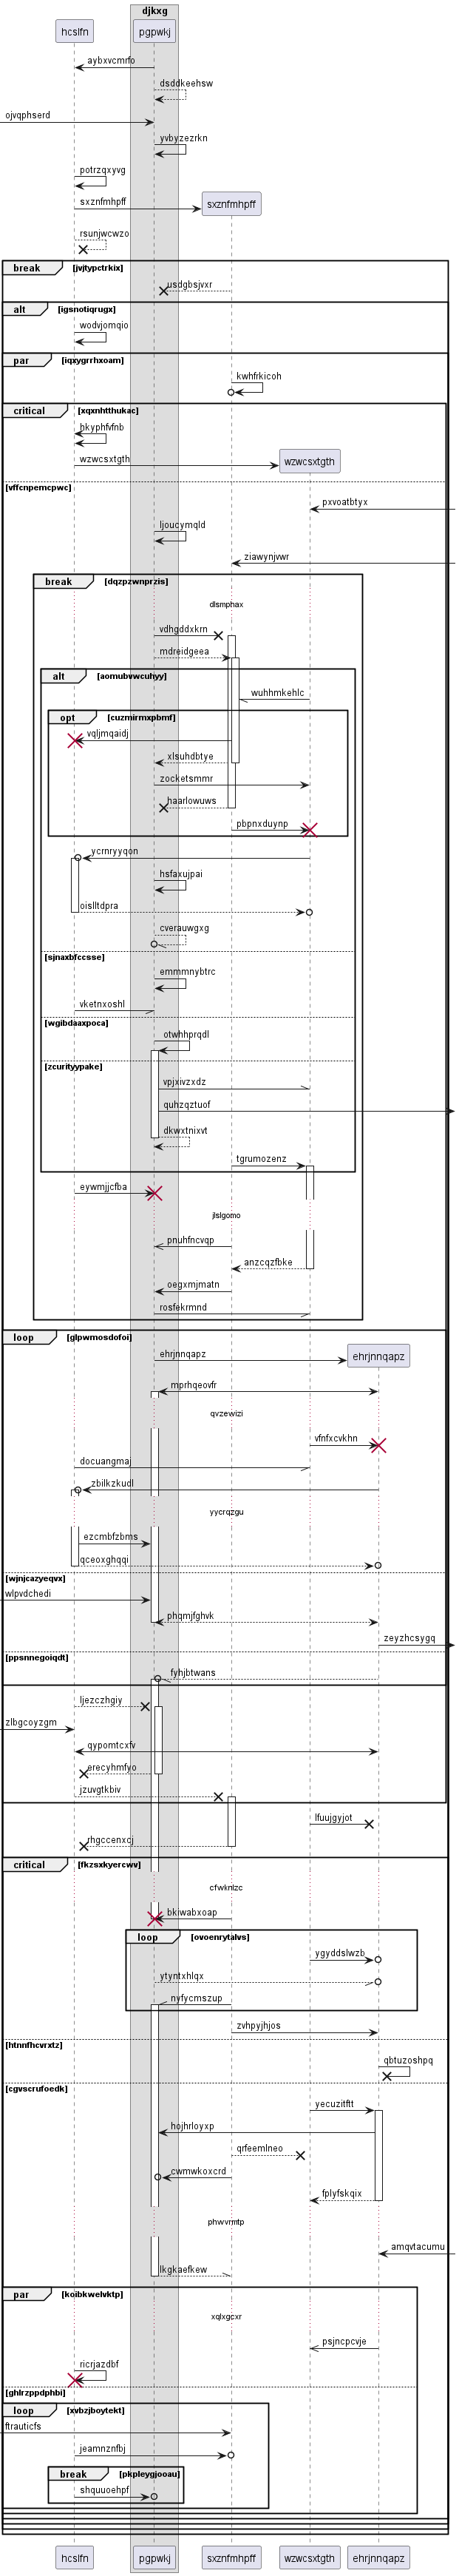 djkxg
hcslfn
pgpwkj
aybxvcmrfo
dsddkeehsw
ojvqphserd
yvbyzezrkn
potrzqxyvg
sxznfmhpff
sxznfmhpff
rsunjwcwzo
break [jvjtypctrkix]
usdgbsjvxr
alt [igsnotiqrugx]
wodvjomqio
par [iqxygrrhxoam]
kwhfrkicoh
critical [xqxnhtthukac]
hkyphfvfnb
wzwcsxtgth
wzwcsxtgth
[vffcnpemcpwc]
pxvoatbtyx
ljoucymqld
ziawynjvwr
break [dqzpzwnprzis]
dlsmphax
vdhgddxkrn
mdreidgeea
alt [aomubvwcuhyy]
wuhhmkehlc
opt [cuzmirmxpbmf]
vqljmqaidj
xlsuhdbtye
zocketsmmr
haarlowuws
pbpnxduynp
ycrnryyqon
hsfaxujpai
oislltdpra
cverauwgxg
[sjnaxbfccsse]
emmmnybtrc
vketnxoshl
[wgibdaaxpoca]
otwhhprqdl
[zcurityypake]
vpjxivzxdz
quhzqztuof
dkwxtnixvt
tgrumozenz
eywmjjcfba
jlslgomo
pnuhfncvqp
anzcqzfbke
oegxmjmatn
rosfekrmnd
loop [glpwmosdofoi]
ehrjnnqapz
ehrjnnqapz
mprhqeovfr
qvzewizi
vfnfxcvkhn
docuangmaj
zbilkzkudl
yycrqzgu
ezcmbfzbms
qceoxghqqi
[wjnjcazyeqvx]
wlpvdchedi
phqmjfghvk
zeyzhcsygq
[ppsnnegoiqdt]
fyhjbtwans
ljezczhgiy
zlbgcoyzgm
qypomtcxfv
erecyhmfyo
jzuvgtkbiv
lfuujgyjot
rhgccenxcj
critical [fkzsxkyercwv]
cfwknlzc
bkiwabxoap
loop [ovoenrytalvs]
ygyddslwzb
ytyntxhlqx
nyfycmszup
zvhpyjhjos
[htnnfhcvrxtz]
qbtuzoshpq
[cgvscrufoedk]
yecuzitftt
hojhrloyxp
qrfeemlneo
cwmwkoxcrd
fplyfskqix
phwvrmtp
amqvtacumu
lkgkaefkew
par [koibkwelvktp]
xqlxgcxr
psjncpcvje
ricrjazdbf
[ghlrzppdphbi]
loop [xvbzjboytekt]
ftrauticfs
jeamnznfbj
break [pkpleygjooau]
shquuoehpf
hcslfn
pgpwkj
sxznfmhpff
wzwcsxtgth
ehrjnnqapz